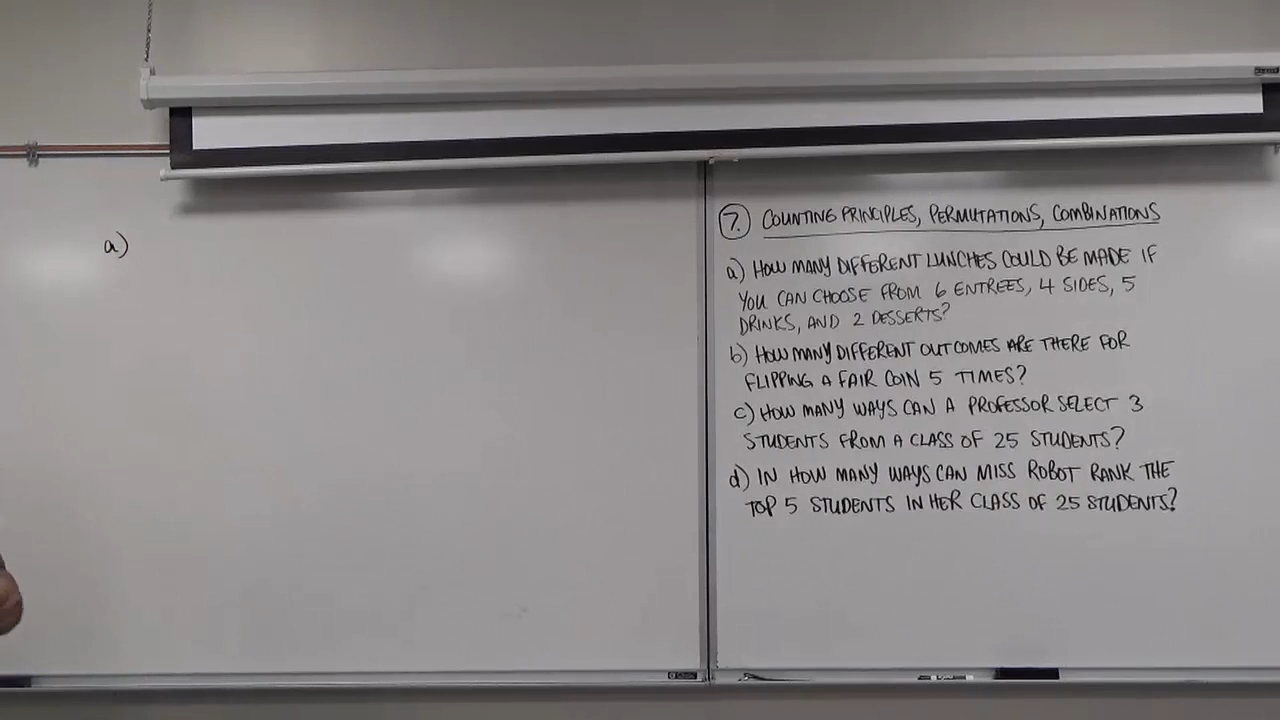 a)
7. COUNTING PRINCIPLES, PERMUTATIONS, COMBINATIONS
a) HOW MANY DIFFERENT LUNCHES COULD BE MADE IF
YOU CAN CHOOSE FROM 6 ENTREES, 4 SIDES, 5
DRINKS, AND 2 DESSERTS?
b) HOW MANY DIFFERENT OUTCOMES ARE THERE FOR
FLIPPING A FAIR COIN 5 TIMES?
c) HOW MANY WAYS CAN A PROFESSOR SELECT 3
STUDENTS FROM A CLASS OF 25 STUDENTS?
d) IN HOW MANY WAYS CAN MISS ROBOT RANK THE
TOP 5 STUDENTS IN HER CLASS OF 25 STUDENTS?